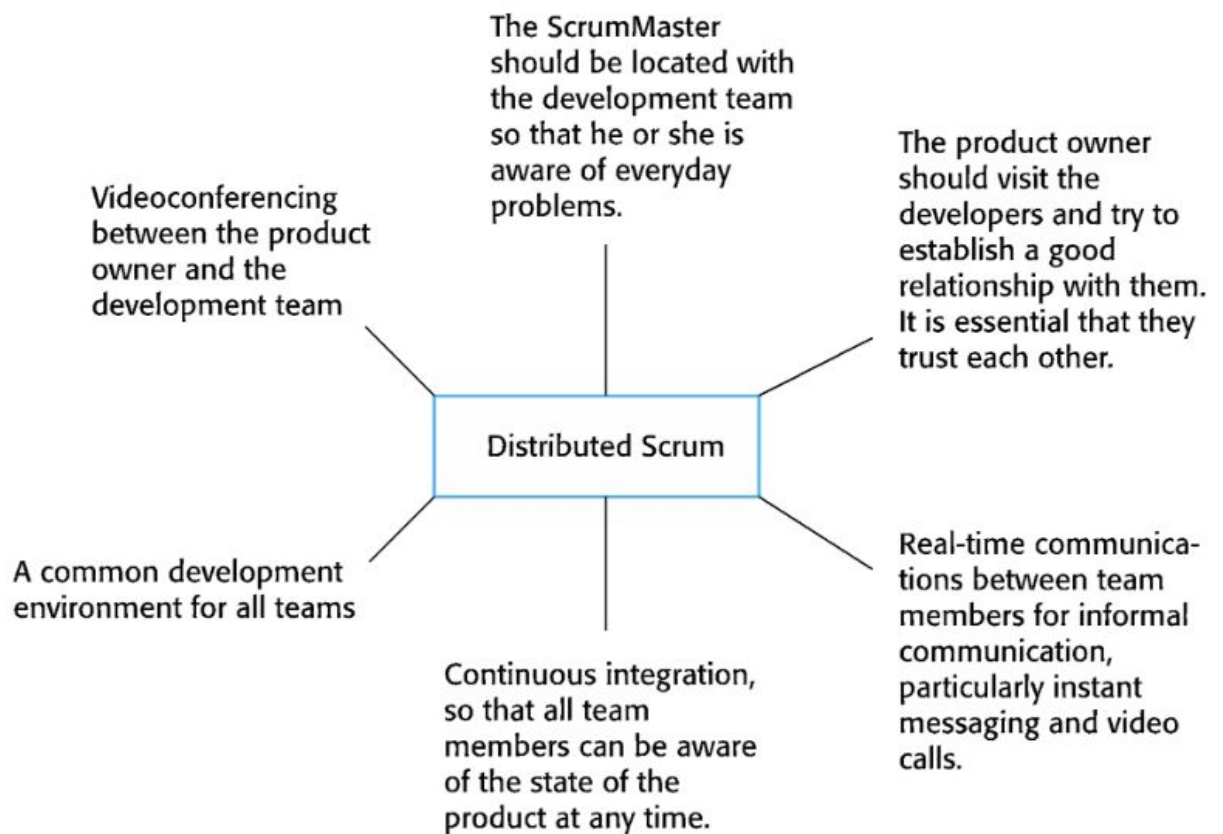 The ScrumMaster
should be located with
the development team
so that he or she is
aware of everyday
problems.
Videoconferencing
between the product
owner and the
development team
The product owner
should visit the
developers and try to
establish a good
relationship with them.
It is essential that they
trust each other.
Distributed Scrum
A common development
environment for all teams
Continuous integration,
so that all team
members can be aware
of the state of the
product at any time.
Real-time communica-
tions between team
members for informal
communication,
particularly instant
messaging and video
calls.